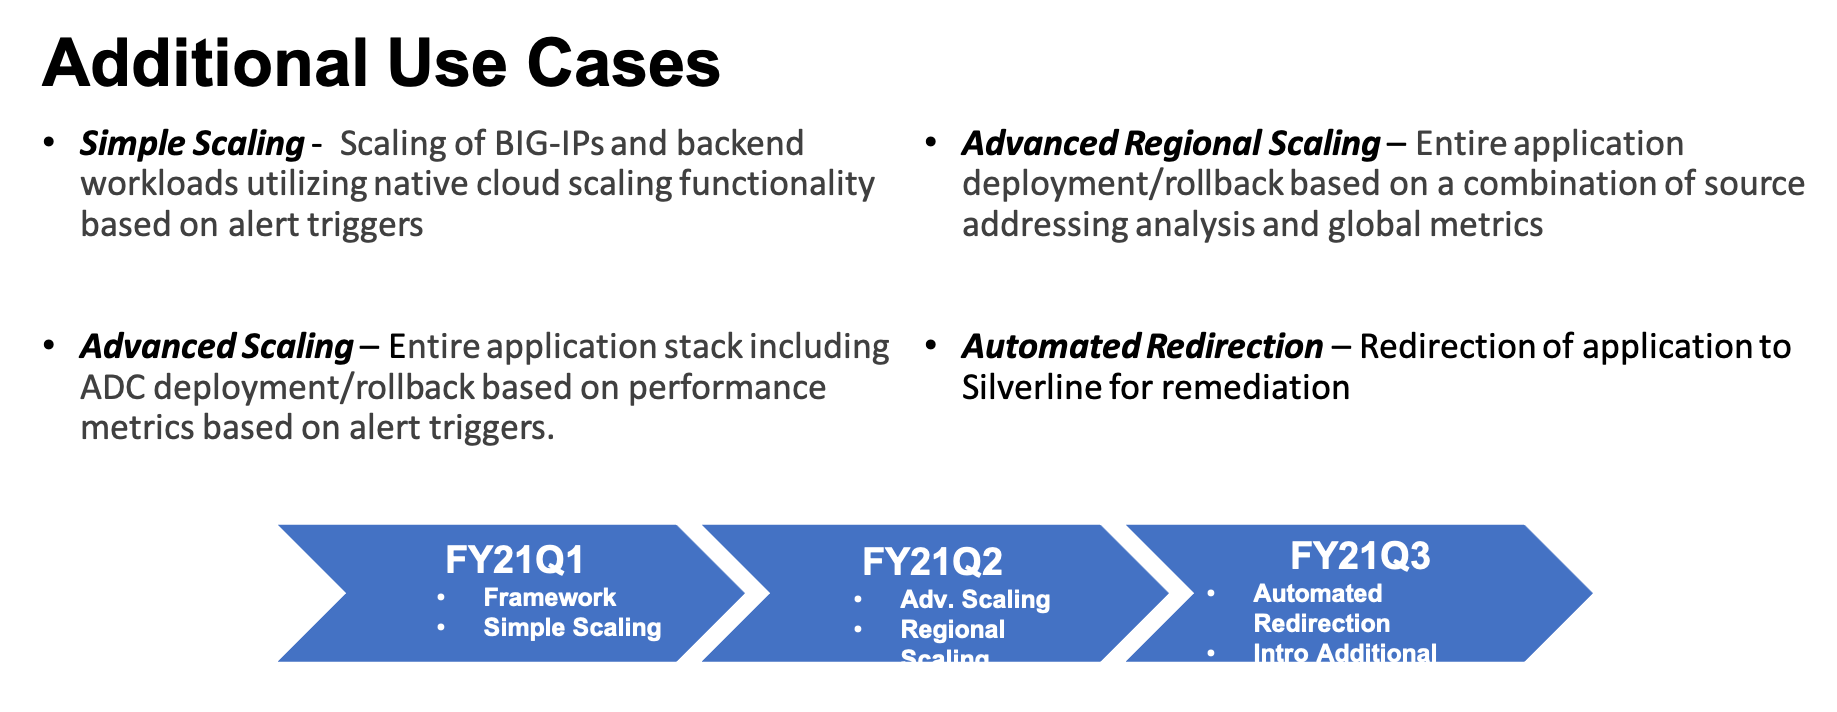 Additional Use Cases
• Simple Scaling - Scaling of BIG-IPs and backend
workloads utilizing native cloud scaling functionality
based on alert triggers
• Advanced Scaling – Entire application stack including
ADC deployment/rollback based on performance
metrics based on alert triggers.
• Advanced Regional Scaling – Entire application
deployment/rollback based on a combination of source
addressing analysis and global metrics
• Automated Redirection – Redirection of application to
Silverline for remediation
FY21Q1
• Framework
• Simple Scaling
FY21Q2
• Adv. Scaling
• Regional
Scaling
FY21Q3
• Automated
Redirection
• Intro Additional